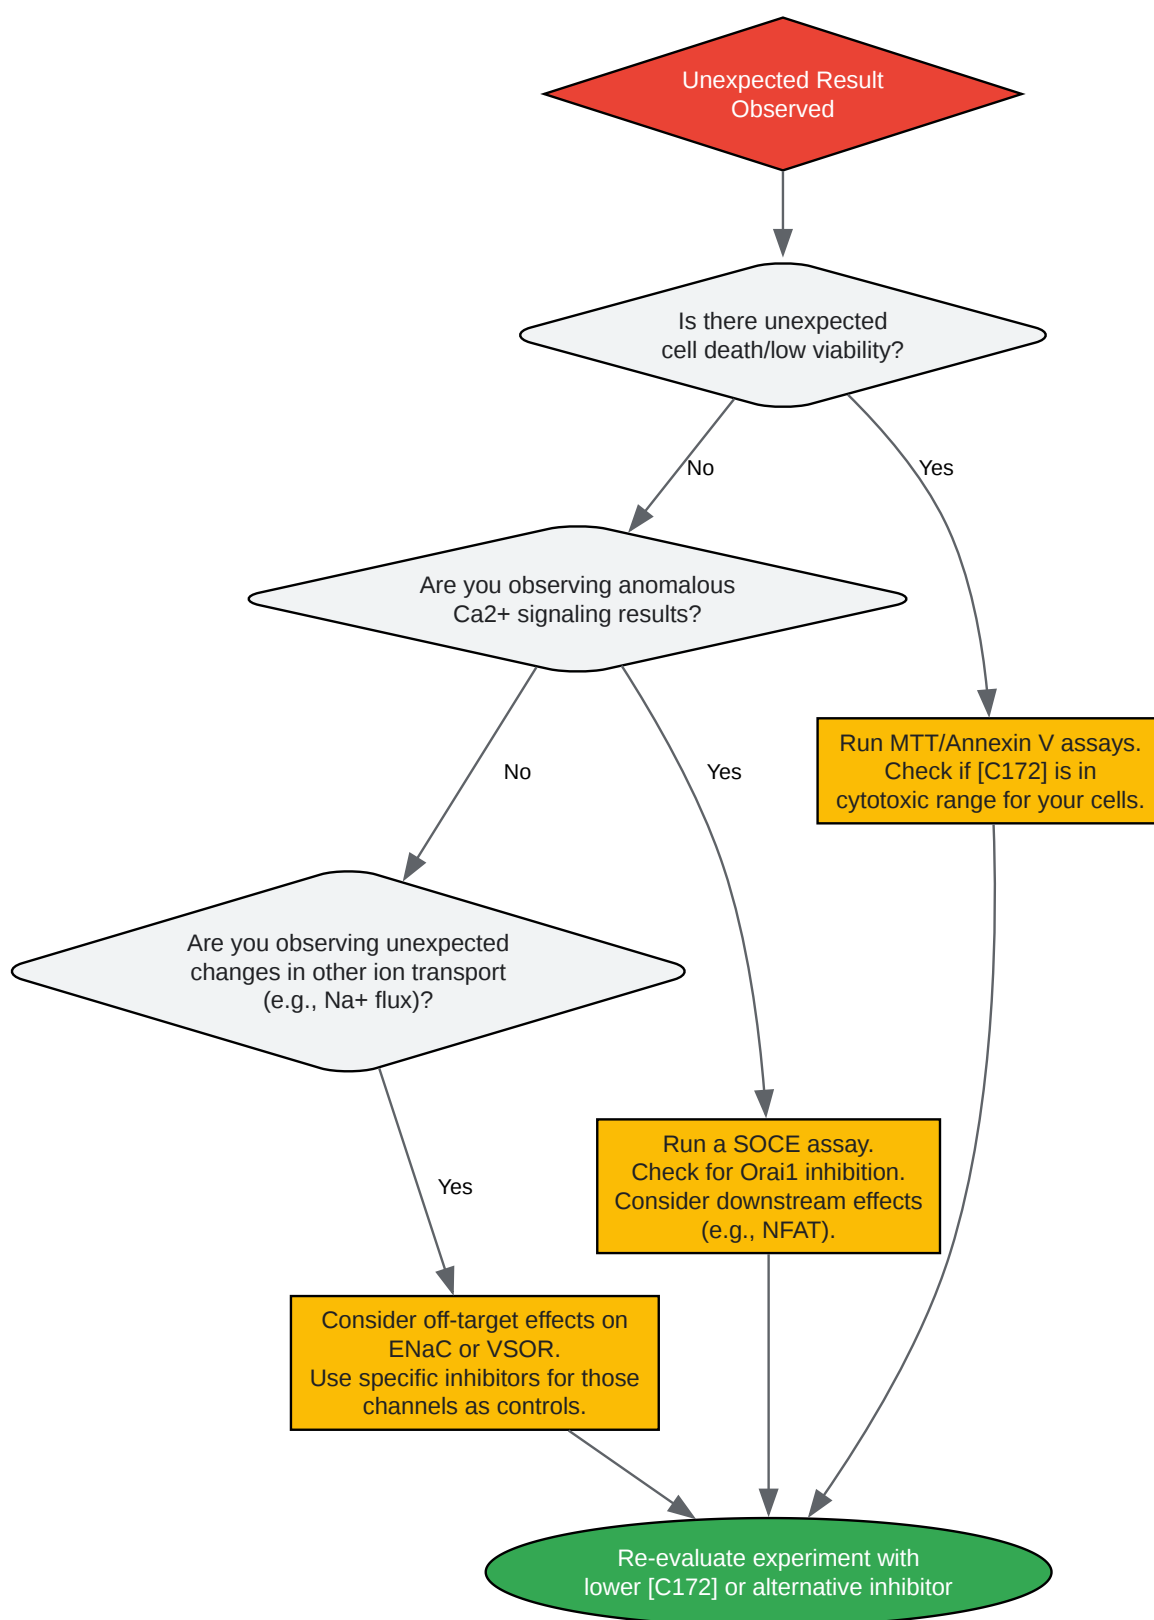 Unexpected Result
Observed
Is there unexpected
cell death/low viability?
No
Yes
Are you observing anomalous
Ca2+ signaling results?
Run MTT/Annexin V assays.
Check if [C172] is in
cytotoxic range for your cells.
No
Yes
Are you observing unexpected
changes in other ion transport
(e.g., Na+ flux)?
Run a SOCE assay.
Check for Orai1 inhibition.
Consider downstream effects
(e.g., NFAT).
Yes
Consider off-target effects on
ENaC or VSOR.
Use specific inhibitors for those
channels as controls.
Re-evaluate experiment with
lower [C172] or alternative inhibitor